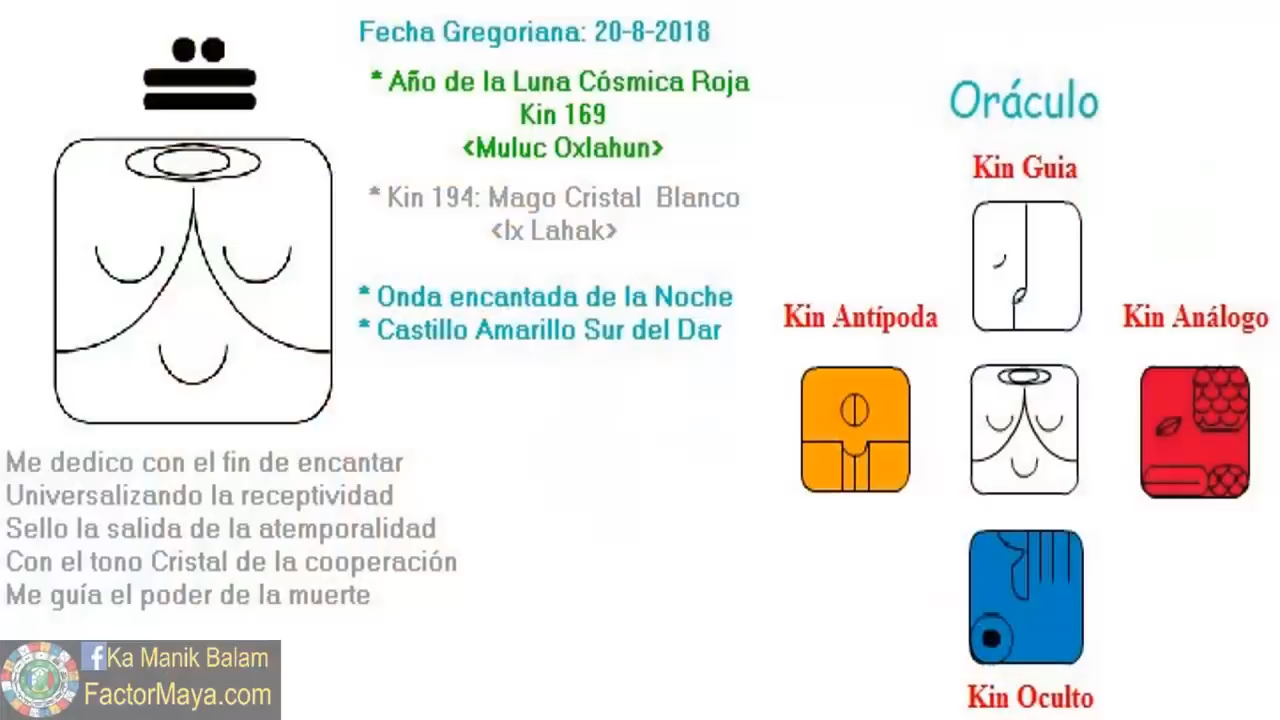 Fecha Gregoriana: 20-8-2018
* Año de la Luna Cósmica Roja
Kin 169
<Muluc Oxlahun>
* Kin 194: Mago Cristal Blanco
<Ix Lahak>
* Onda encantada de la Noche
* Castillo Amarillo Sur del Dar
Me dedico con el fin de encantar
Universalizando la receptividad
Sello la salida de la atemporalidad
Con el tono Cristal de la cooperación
Me guía el poder de la muerte
Oráculo
Kin Guia
Kin Antípoda
Kin Análogo
Kin Oculto
f Ka Manik Balam
FactorMaya.com